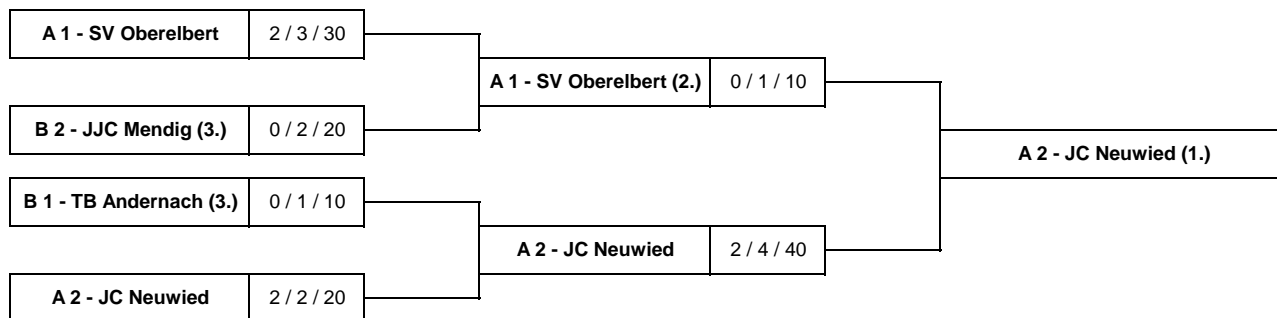 A 1 - SV Oberelbert 2 / 3 / 30
A 1 - SV Oberelbert (2.) 0 / 1 / 10
B 2 - JJC Mendig (3.) 0 / 2 / 20
A 2 - JC Neuwied (1.)
B 1 - TB Andernach (3.) 0 / 1 / 10
A 2 - JC Neuwied 2 / 4 / 40
A 2 - JC Neuwied 2 / 2 / 20